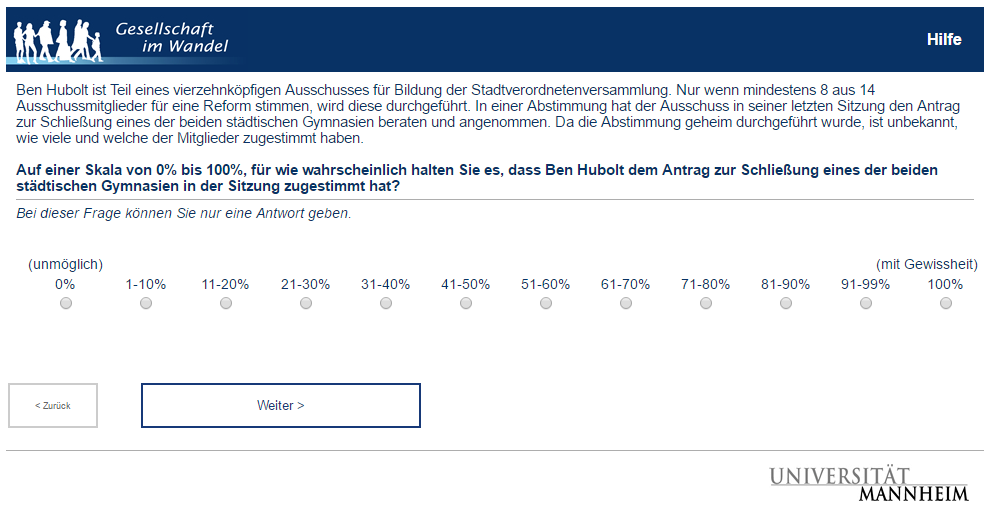 Gesellschaft
im Wandel
Hilfe
Ben Hubolt ist Teil eines vierzehnköpfigen Ausschusses für Bildung der Stadtverordnetenversammlung. Nur wenn mindestens 8 aus 14
Ausschussmitglieder für eine Reform stimmen, wird diese durchgeführt. In einer Abstimmung hat der Ausschuss in seiner letzten Sitzung den Antrag
zur Schließung eines der beiden städtischen Gymnasien beraten und angenommen. Da die Abstimmung geheim durchgeführt wurde, ist unbekannt,
wie viele und welche der Mitglieder zugestimmt haben.
Auf einer Skala von 0% bis 100%, für wie wahrscheinlich halten Sie es, dass Ben Hubolt dem Antrag zur Schließung eines der beiden
städtischen Gymnasien in der Sitzung zugestimmt hat?
Bei dieser Frage können Sie nur eine Antwort geben.
(unmöglich) (mit Gewissheit)
0% 1-10% 11-20% 21-30% 31-40% 41-50% 51-60% 61-70% 71-80% 81-90% 91-99% 100%
< Zurück Weiter >
UNIVERSITÄT
MANNHEIM